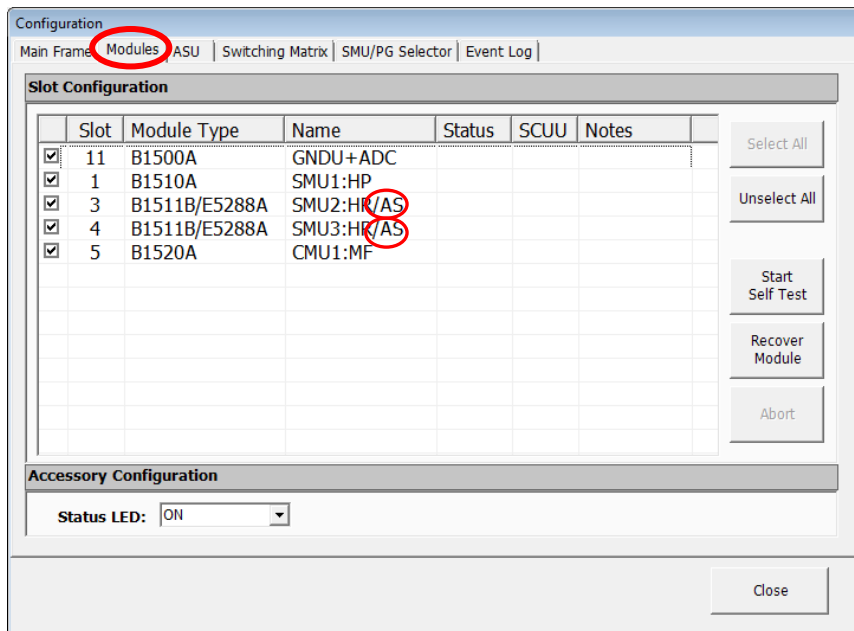 Configuration
Main Frame Modules ASU Switching Matrix SMU/PG Selector Event Log
Slot Configuration
Slot Module Type Name Status SCUU Notes
11 B1500A GNDU+ADC
1 B1510A SMU1:HP
3 B1511B/E5288A SMU2:HR/AS
4 B1511B/E5288A SMU3:HR/AS
5 B1520A CMU1:MF
Select All
Unselect All
Start
Self Test
Recover
Module
Abort
Accessory Configuration
Status LED: ON
Close